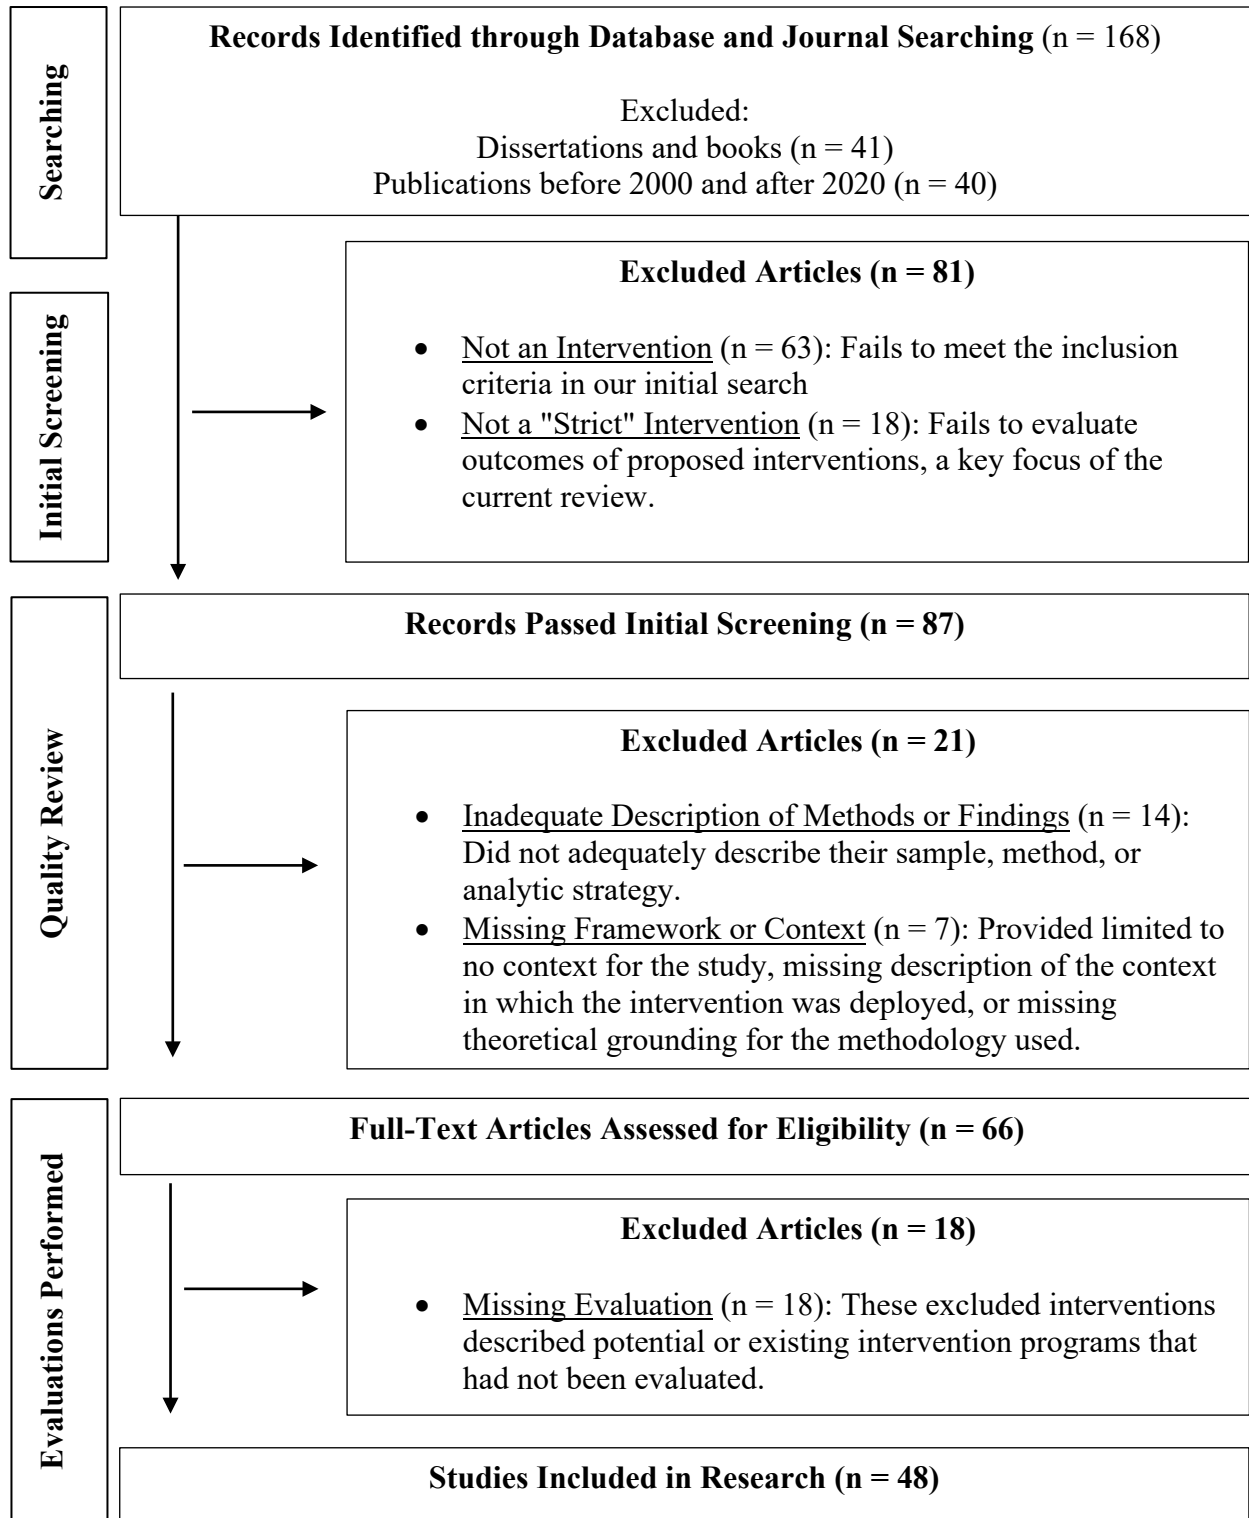 Searching
Records Identified through Database and Journal Searching (n = 168)
Excluded:
Dissertations and books (n = 41)
Publications before 2000 and after 2020 (n = 40)
Initial Screening
Excluded Articles (n = 81)
• Not an Intervention (n = 63): Fails to meet the inclusion
criteria in our initial search
• Not a "Strict" Intervention (n = 18): Fails to evaluate
outcomes of proposed interventions, a key focus of the
current review.
Quality Review
Records Passed Initial Screening (n = 87)
Excluded Articles (n = 21)
• Inadequate Description of Methods or Findings (n = 14):
Did not adequately describe their sample, method, or
analytic strategy.
• Missing Framework or Context (n = 7): Provided limited to
no context for the study, missing description of the context
in which the intervention was deployed, or missing
theoretical grounding for the methodology used.
Evaluations Performed
Full-Text Articles Assessed for Eligibility (n = 66)
Excluded Articles (n = 18)
• Missing Evaluation (n = 18): These excluded interventions
described potential or existing intervention programs that
had not been evaluated.
Studies Included in Research (n = 48)